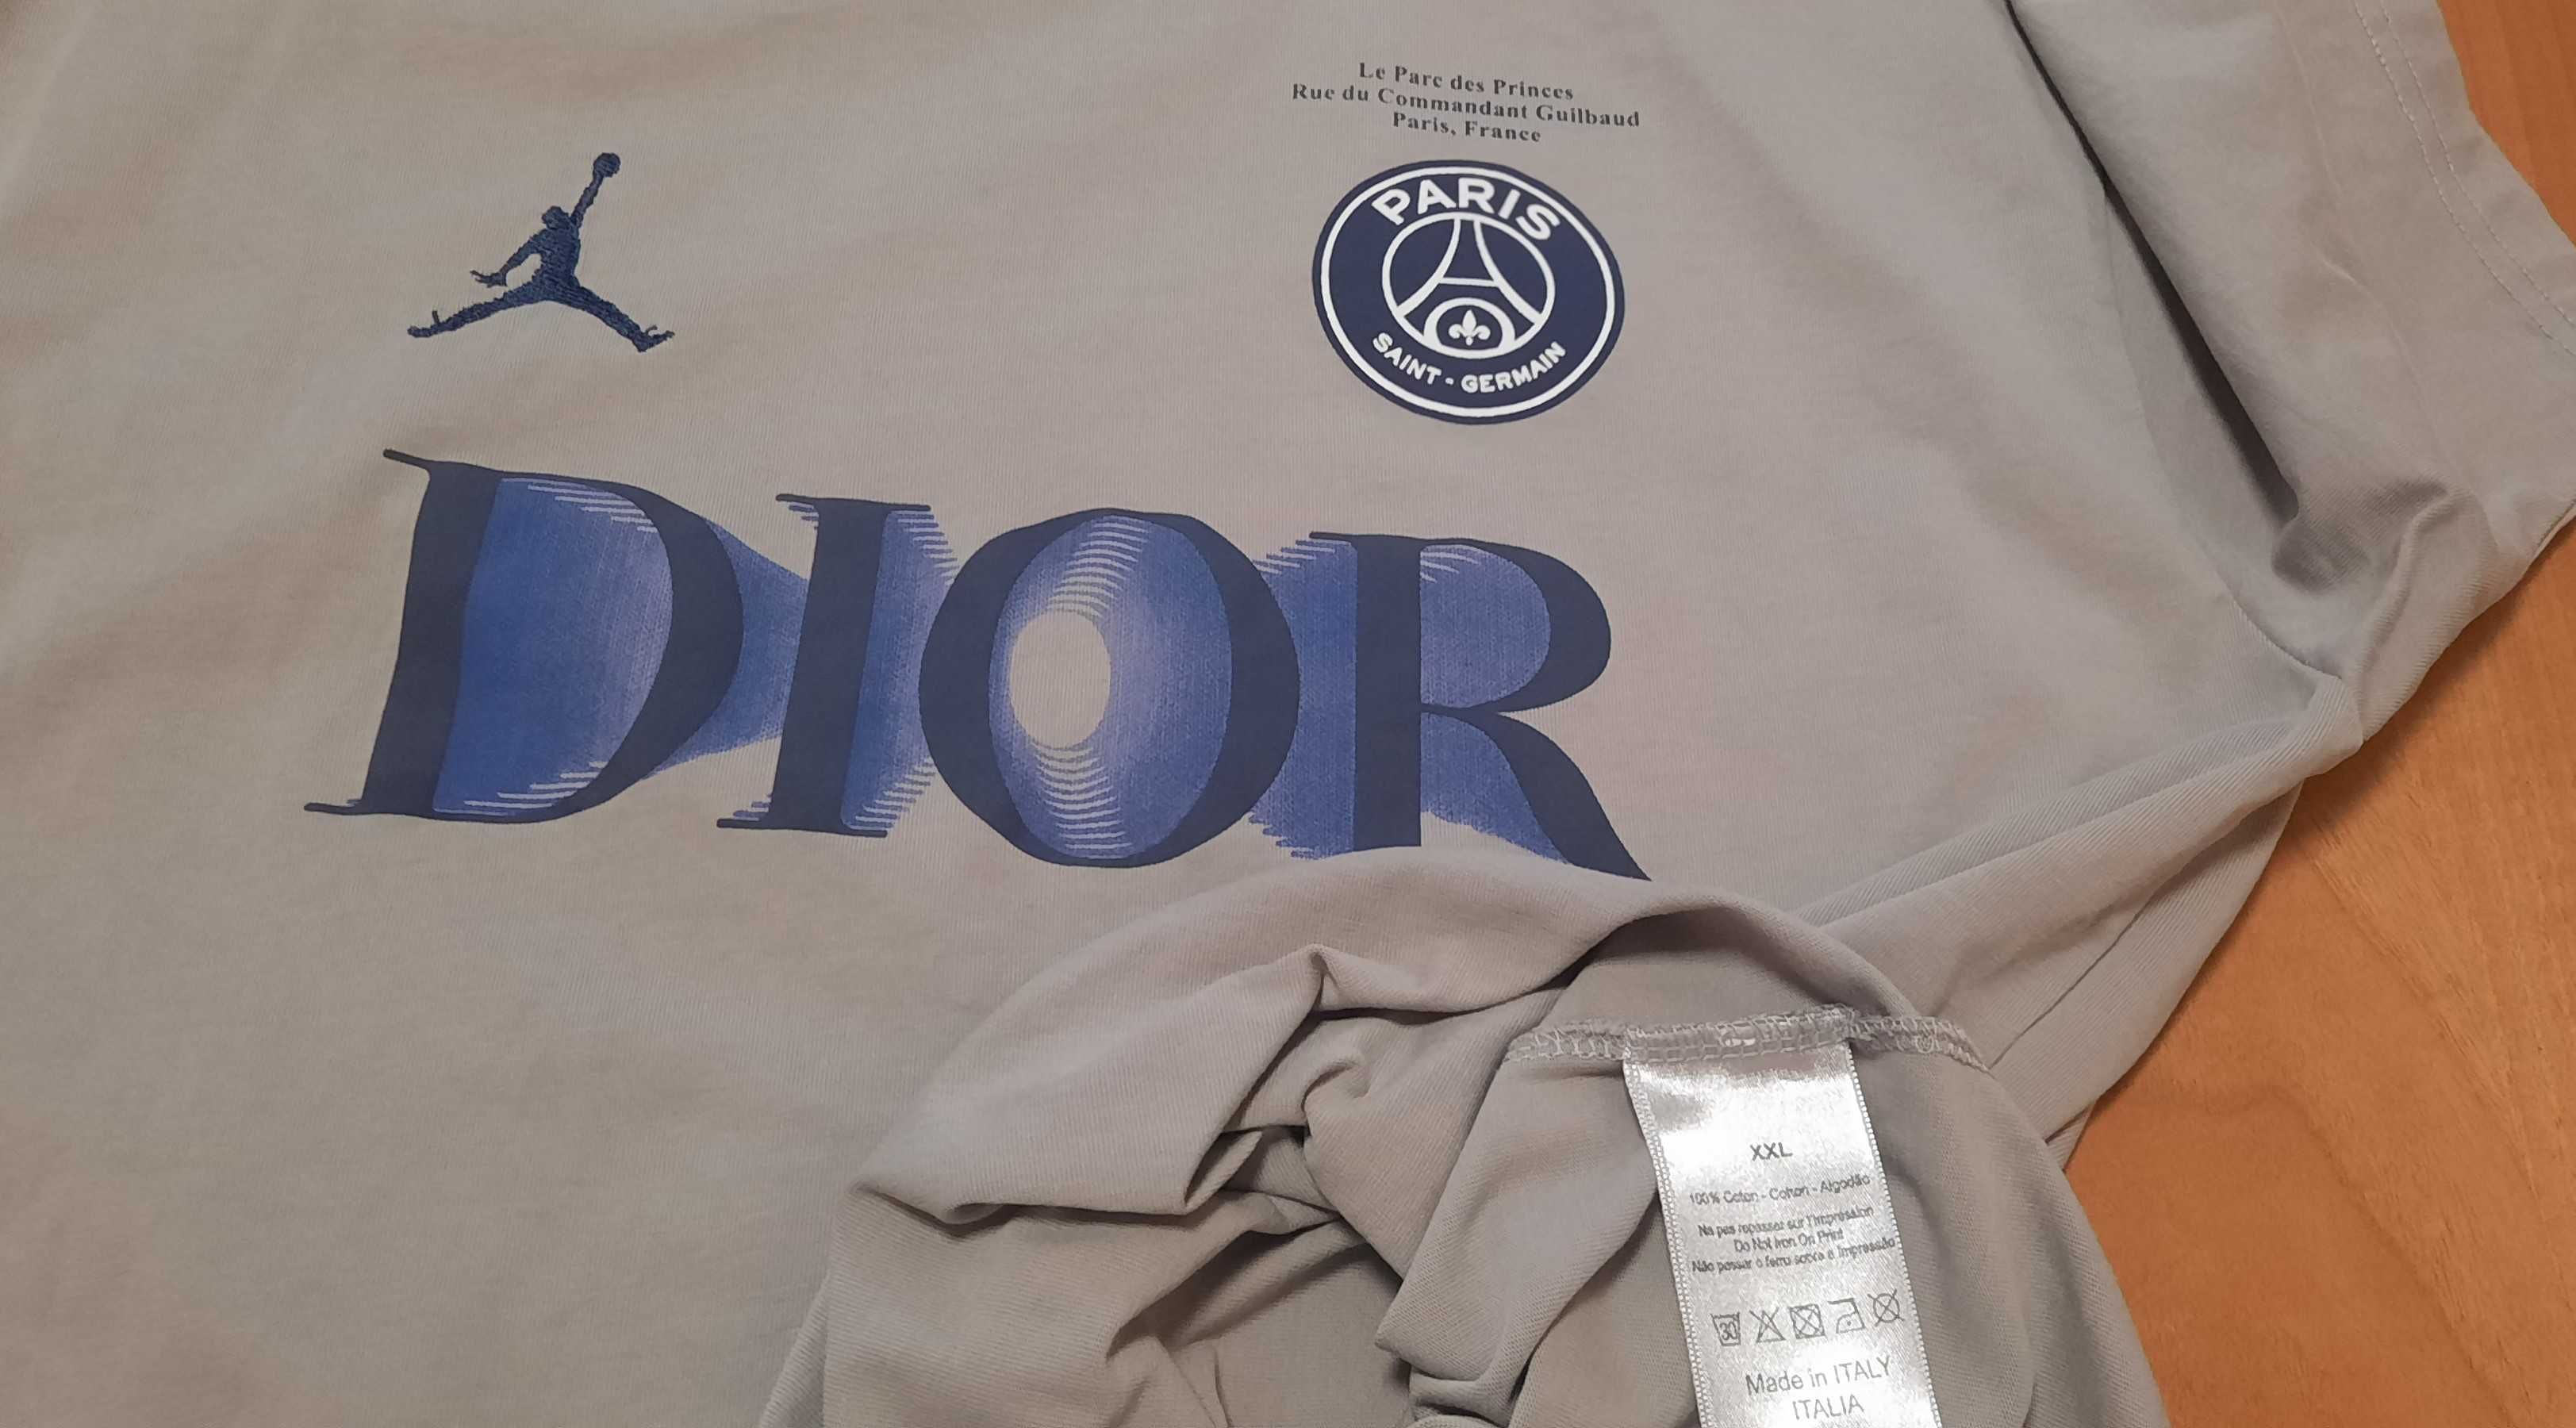 Le Parc des Princes
Rue du Commandant Guilbaud
Paris, France
PARIS
SAINT - GERMAIN
DIOR
XXL
100% Coton - Cotton - Algodão
Ne pas repasser sur l'impression
Do Not Iron On Print
Não passar o ferro sobre a Impressão
30
Made in ITALY
ITALIA